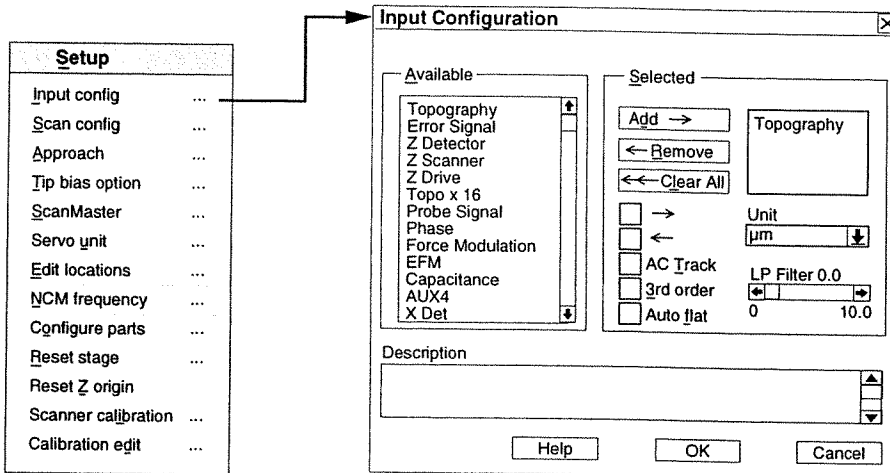 Setup
Input config ...
Scan config ...
Approach ...
Tip bias option ...
ScanMaster ...
Servo unit ...
Edit locations ...
NCM frequency ...
Configure parts ...
Reset stage ...
Reset Z origin
Scanner calibration ...
Calibration edit ...
Input Configuration
Available
Topography
Error Signal
Z Detector
Z Scanner
Z Drive
Topo x 16
Probe Signal
Phase
Force Modulation
EFM
Capacitance
AUX4
X Det
Selected
Add →
← Remove
←← Clear All
→
←
AC Track
3rd order
Auto flat
Topography
Unit
µm
LP Filter 0.0
0 10.0
Description
Help OK Cancel